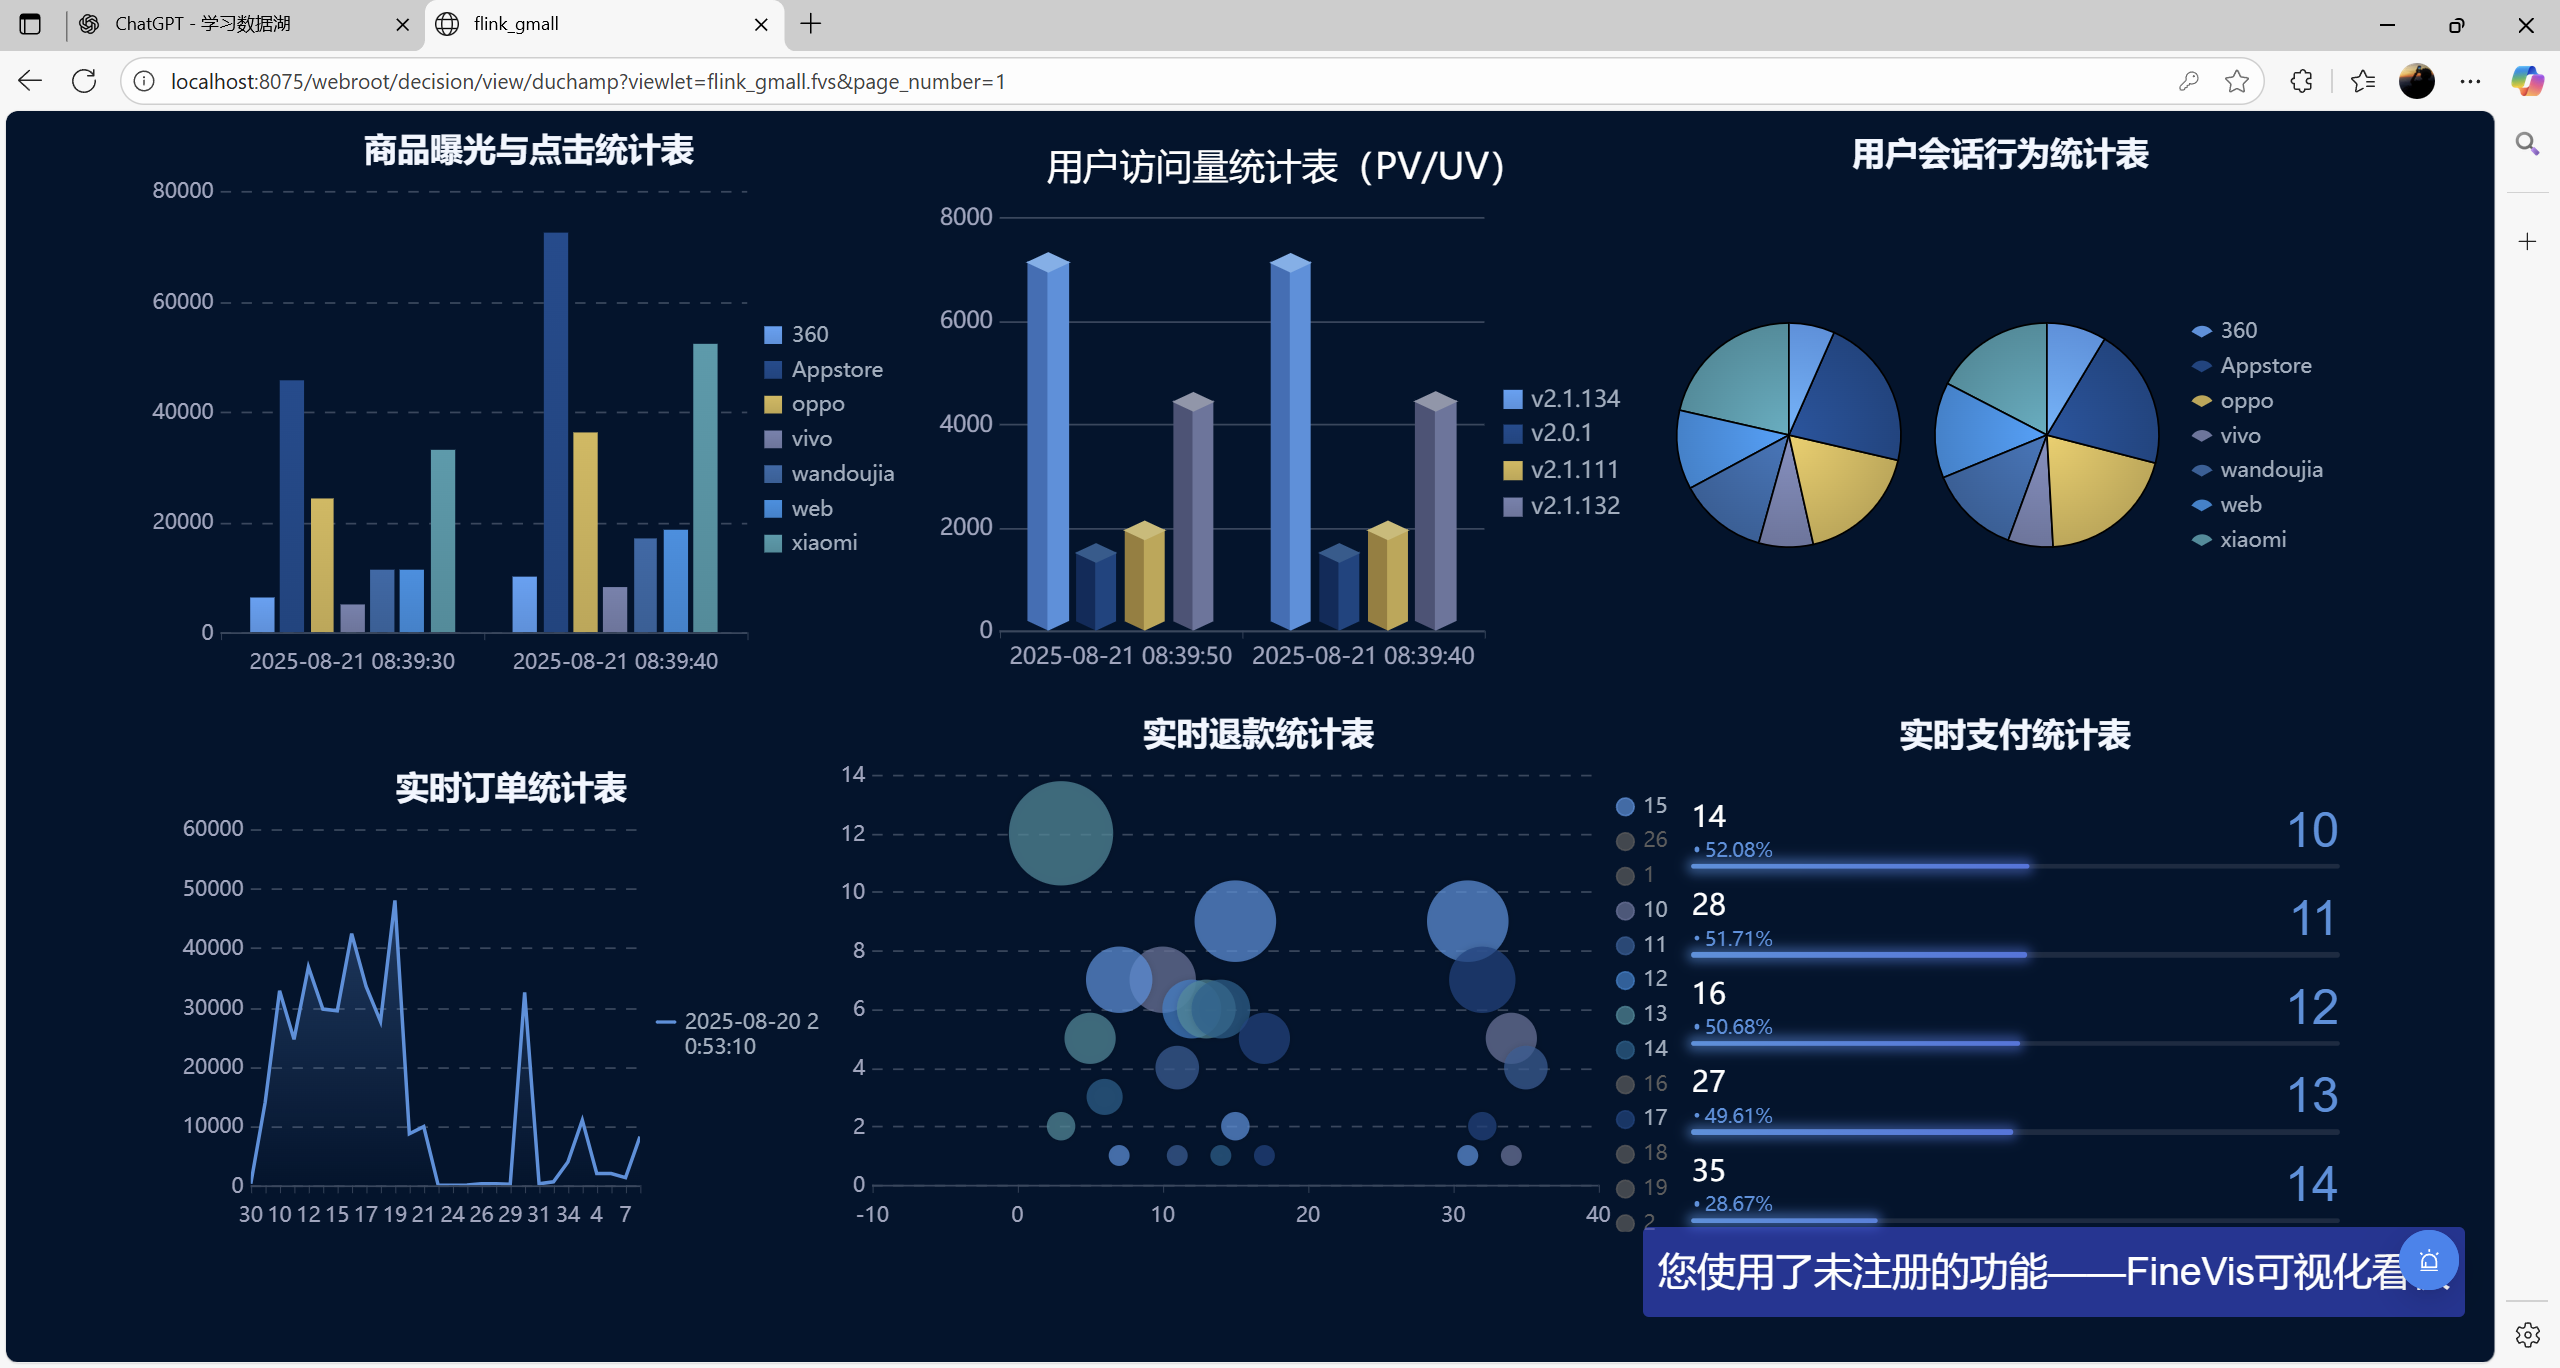 ChatGPT - 学习数据湖
flink_gmall
localhost:8075/webroot/decision/view/duchamp?viewlet=flink_gmall.fvs&page_number=1
商品曝光与点击统计表
80000
60000
40000
20000
0
2025-08-21 08:39:30
2025-08-21 08:39:40
360
Appstore
oppo
vivo
wandoujia
web
xiaomi
用户访问量统计表（PV/UV）
8000
6000
4000
2000
0
2025-08-21 08:39:50
2025-08-21 08:39:40
v2.1.134
v2.0.1
v2.1.111
v2.1.132
用户会话行为统计表
360
Appstore
oppo
vivo
wandoujia
web
xiaomi
实时订单统计表
60000
50000
40000
30000
20000
10000
0
30 10 12 15 17 19 21 24 26 29 31 34 4 7
2025-08-20 2
0:53:10
实时退款统计表
14
12
10
8
6
4
2
0
-10 0 10 20 30 40
15
26
1
10
11
12
13
14
16
17
18
19
2
实时支付统计表
14
52.08%
10
28
51.71%
11
16
50.68%
12
27
49.61%
13
35
28.67%
14
您使用了未注册的功能——FineVis可视化看